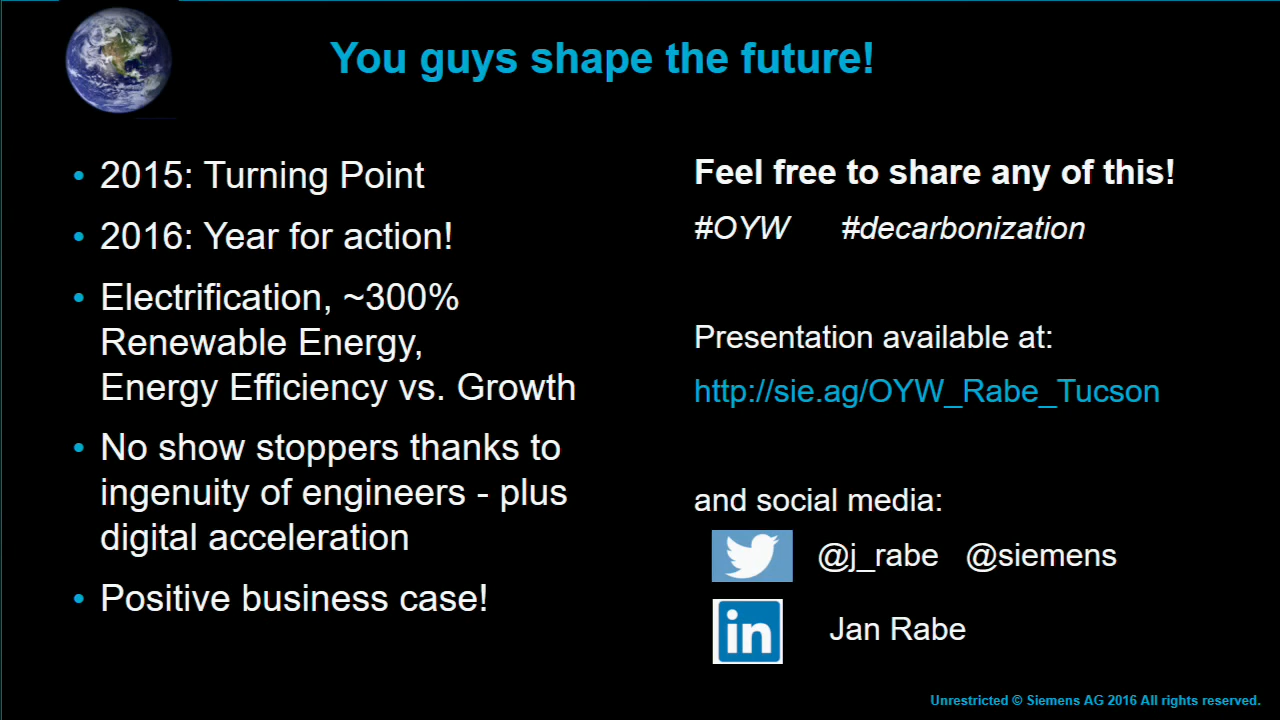 You guys shape the future!
• 2015: Turning Point
• 2016: Year for action!
• Electrification, ~300%
Renewable Energy,
Energy Efficiency vs. Growth
• No show stoppers thanks to
ingenuity of engineers - plus
digital acceleration
• Positive business case!
Feel free to share any of this!
#OYW #decarbonization
Presentation available at:
http://sie.ag/OYW_Rabe_Tucson
and social media:
@j_rabe @siemens
in Jan Rabe
Unrestricted © Siemens AG 2016 All rights reserved.